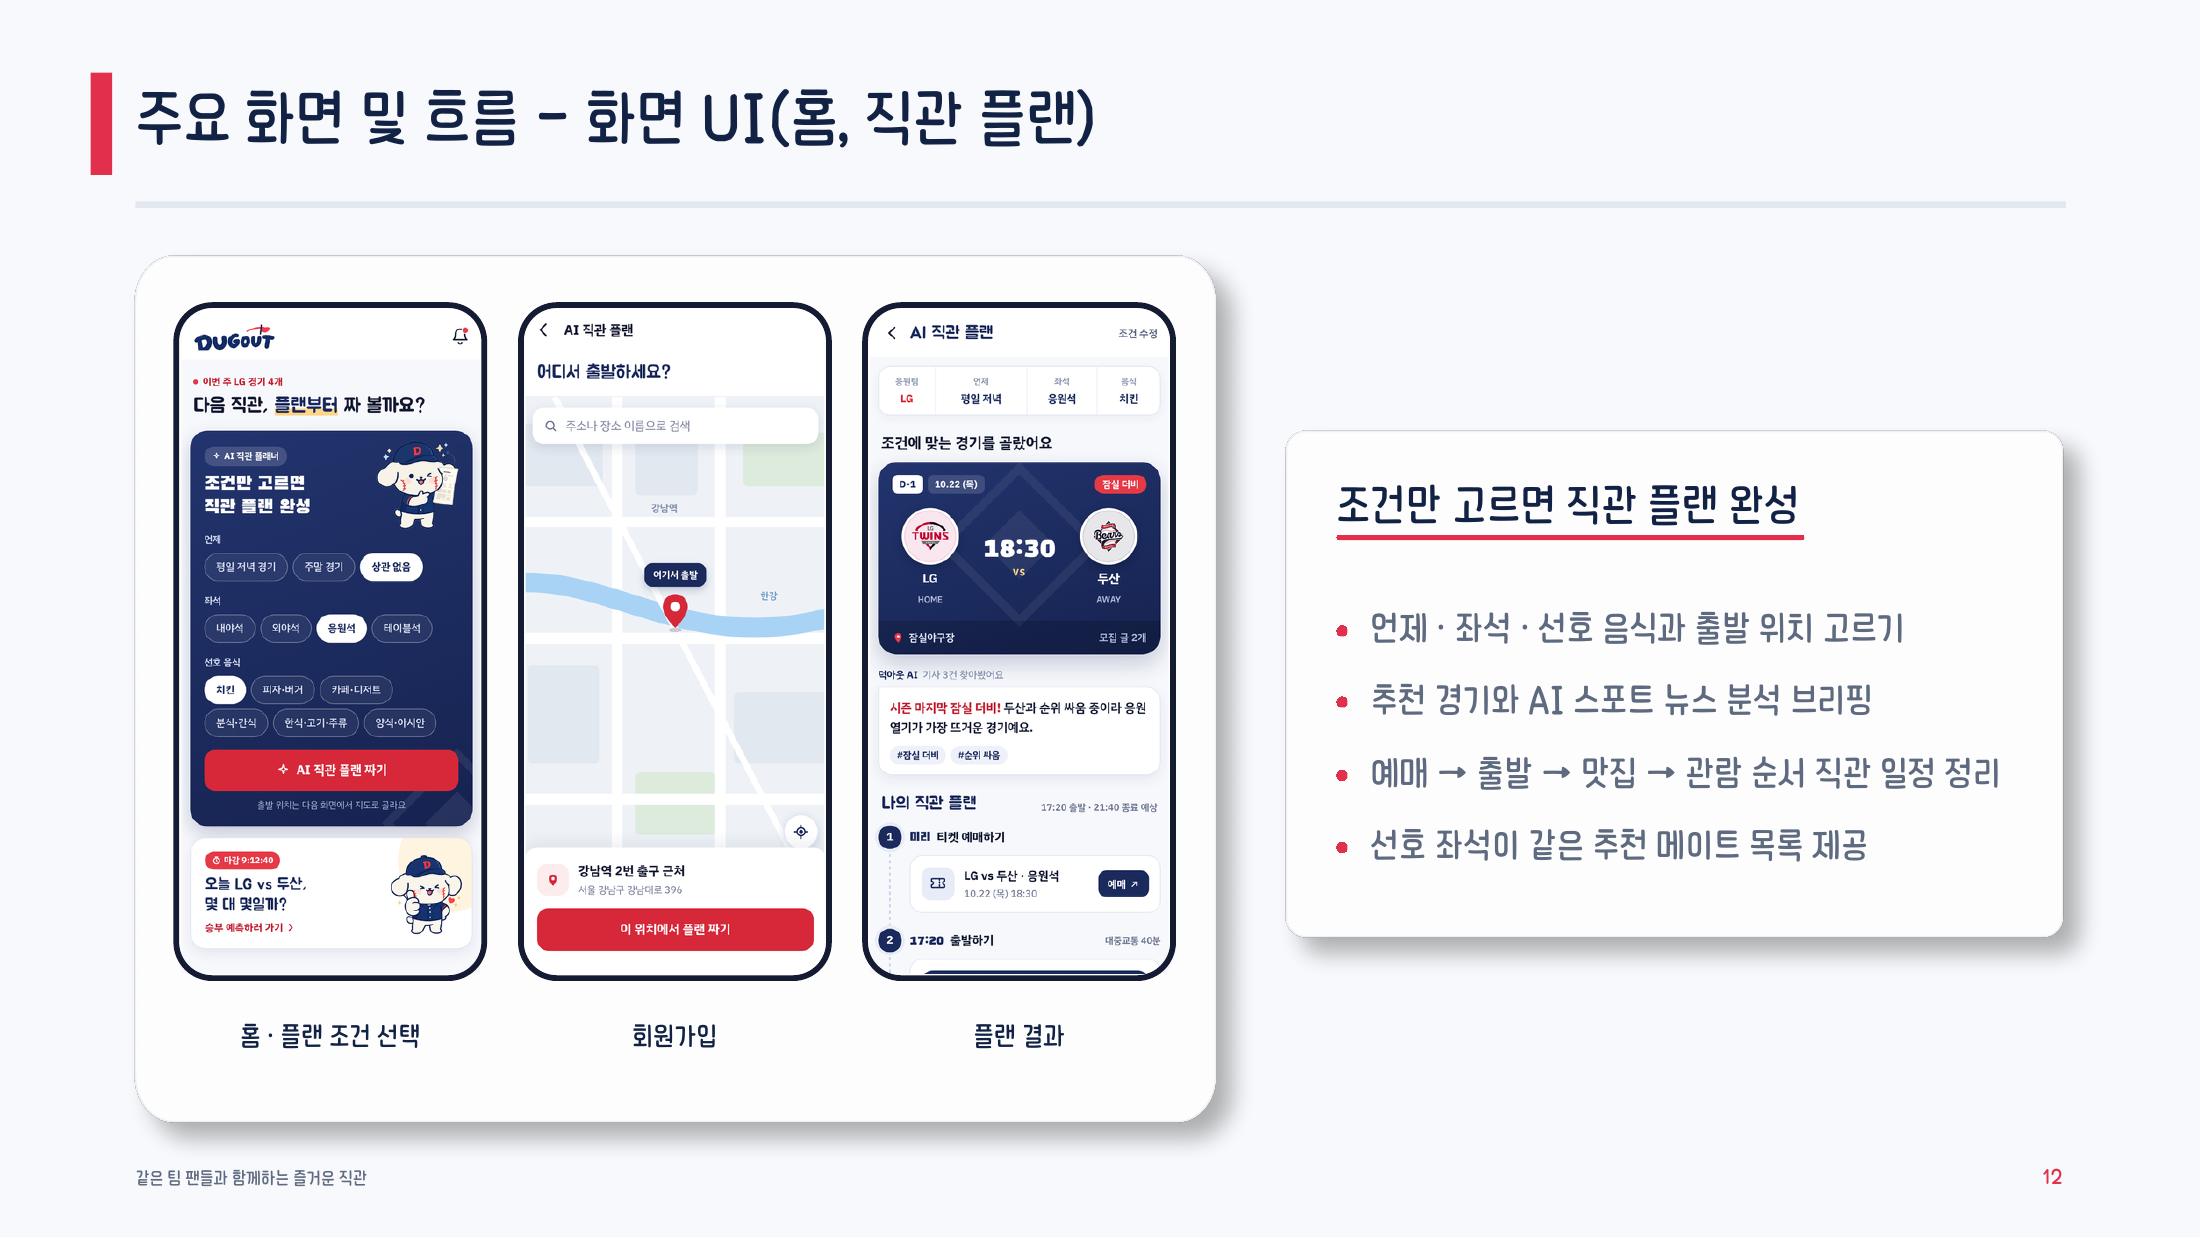 주요 화면 및 흐름 - 화면 UI(홈, 직관 플랜)
DUGOUT
이번 주 LG 경기 4개
다음 직관, 플랜부터 짜 볼까요?
AI 직관 플래너
조건만 고르면
직관 플랜 완성
언제
평일 저녁 경기 주말 경기 상관 없음
좌석
내야석 외야석 응원석 테이블석
선호 음식
치킨 피자·버거 카페·디저트
분식·간식 한식·고기·주류 양식·아시안
AI 직관 플랜 짜기
출발 위치는 다음 화면에서 지도로 골라요
마감 9:12:40
오늘 LG vs 두산,
몇 대 몇일까?
승부 예측하러 가기 >
홈 · 플랜 조건 선택
AI 직관 플랜
어디서 출발하세요?
주소나 장소 이름으로 검색
강남역
여기서 출발
한강
강남역 2번 출구 근처
서울 강남구 강남대로 396
이 위치에서 플랜 짜기
회원가입
AI 직관 플랜 조건 수정
응원팀 언제 좌석 음식
LG 평일 저녁 응원석 치킨
조건에 맞는 경기를 골랐어요
D-1 10.22 (목) 잠실 더비
LG TWINS Bears
18:30
VS
LG 두산
HOME AWAY
잠실야구장 모집 글 2개
덕아웃 AI 기사 3건 찾아봤어요
시즌 마지막 잠실 더비! 두산과 순위 싸움 중이라 응원
열기가 가장 뜨거운 경기예요.
#잠실 더비 #순위 싸움
나의 직관 플랜 17:20 출발 · 21:40 종료 예상
1 미리 티켓 예매하기
LG vs 두산 · 응원석
10.22 (목) 18:30
예매 ↗
2 17:20 출발하기 대중교통 40분
플랜 결과
조건만 고르면 직관 플랜 완성
언제 · 좌석 · 선호 음식과 출발 위치 고르기
추천 경기와 AI 스포트 뉴스 분석 브리핑
예매 → 출발 → 맛집 → 관람 순서 직관 일정 정리
선호 좌석이 같은 추천 메이트 목록 제공
같은 팀 팬들과 함께하는 즐거운 직관
12